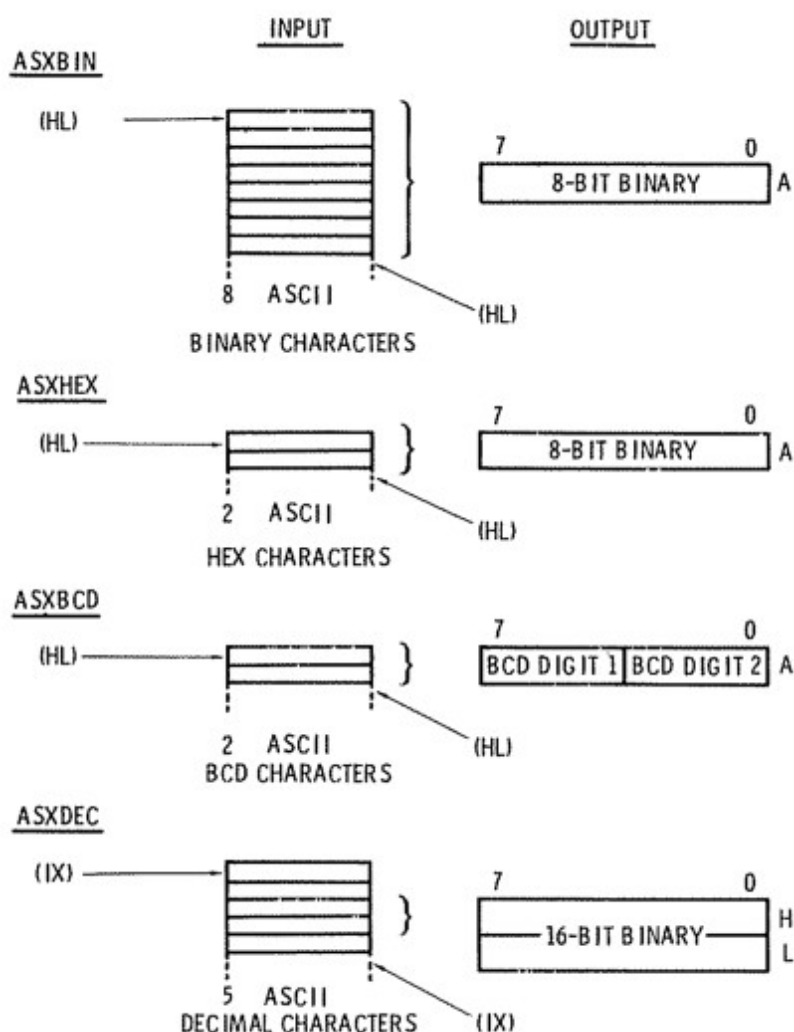 INPUT OUTPUT
ASXBIN
(HL)
7 0
8-BIT BINARY A
8 ASCII
(HL)
BINARY CHARACTERS
ASXHEX
7 0
(HL)
8-BIT BINARY A
2 ASCII
(HL)
HEX CHARACTERS
ASXBCD
7 0
(HL)
BCD DIGIT 1 BCD DIGIT 2 A
2 ASCII
(HL)
BCD CHARACTERS
ASXDEC
(IX)
7 0
H
16-BIT BINARY
L
5 ASCII
DECIMAL CHARACTERS (IX)